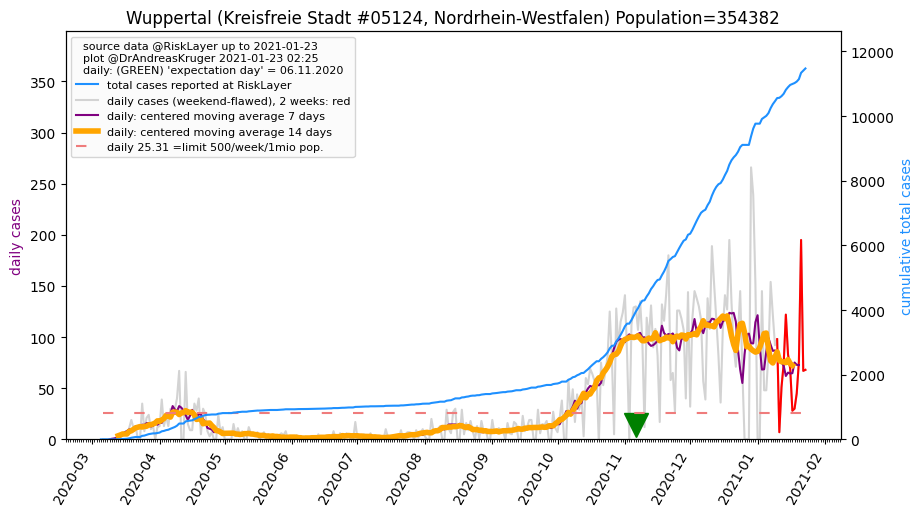 Wuppertal (Kreisfreie Stadt #05124, Nordrhein-Westfalen) Population=354382
source data @RiskLayer up to 2021-01-23
plot @DrAndreasKruger 2021-01-23 02:25
daily: (GREEN) 'expectation day' = 06.11.2020
total cases reported at RiskLayer
daily cases (weekend-flawed), 2 weeks: red
daily: centered moving average 7 days
daily: centered moving average 14 days
daily 25.31 =limit 500/week/1mio pop.
daily cases
350
300
250
200
150
100
50
0
12000
10000
8000
6000
4000
2000
0
cumulative total cases
2020-03
2020-04
2020-05
2020-06
2020-07
2020-08
2020-09
2020-10
2020-11
2020-12
2021-01
2021-02